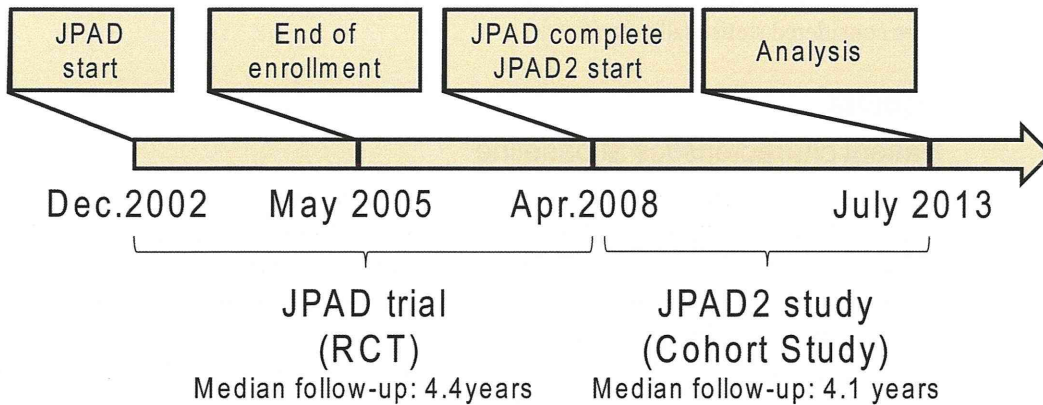 JPAD
start
End of
enrollment
JPAD complete
JPAD2 start
Analysis
Dec.2002
May 2005
Apr.2008
July 2013
JPAD trial
(RCT)
Median follow-up: 4.4years
JPAD2 study
(Cohort Study)
Median follow-up: 4.1 years